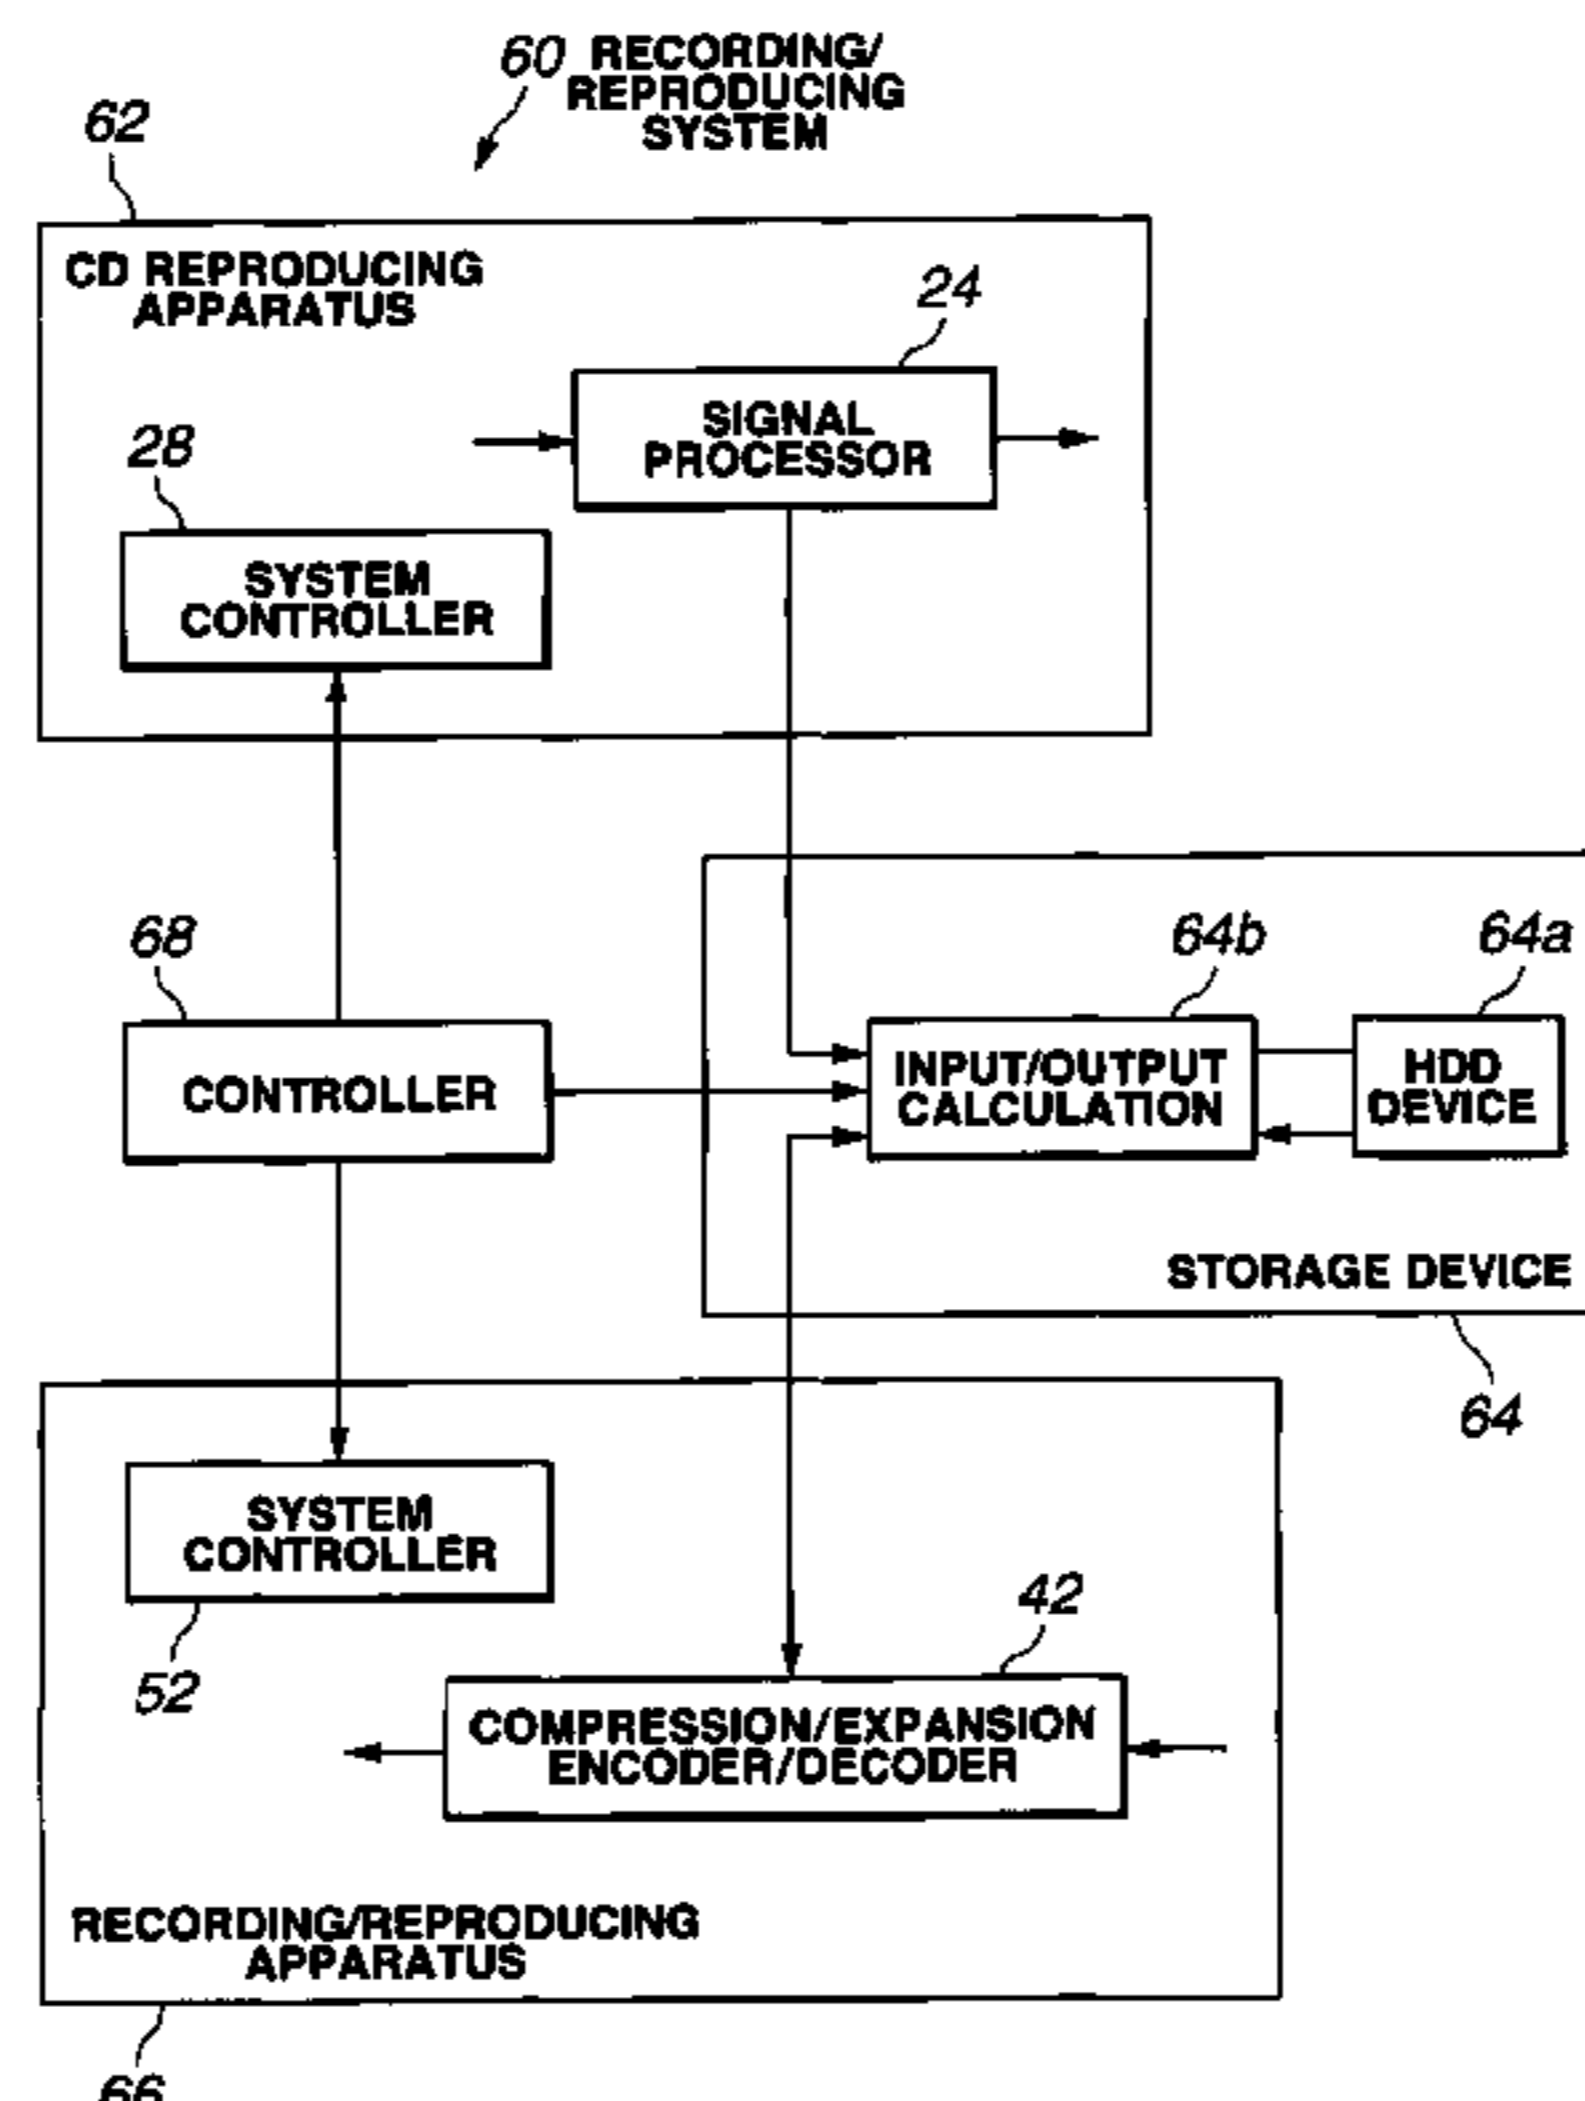 60 RECORDING/
REPRODUCING
SYSTEM
62
CD REPRODUCING
APPARATUS
24
SIGNAL
PROCESSOR
28
SYSTEM
CONTROLLER
68
CONTROLLER
64b
64a
INPUT/OUTPUT
CALCULATION
HDD
DEVICE
STORAGE DEVICE
64
SYSTEM
CONTROLLER
52
42
COMPRESSION/EXPANSION
ENCODER/DECODER
RECORDING/REPRODUCING
APPARATUS
66